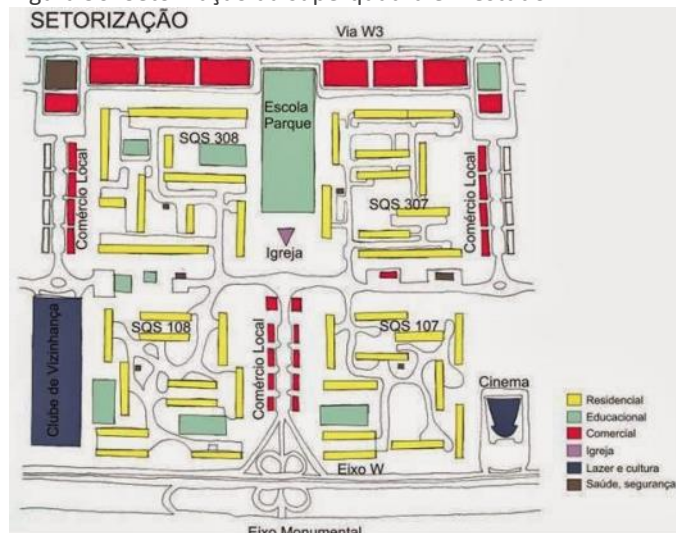 SETORIZAÇÃO
Via W3
Escola
Parque
SQS 308
SQS 307
Comércio Local
Comércio Local
Igreja
SQS 108
SQS 107
Clube de Vizinhança
Comércio Local
Cinema
Eixo W
Eixo Monumental
Residencial
Educacional
Comercial
Igreja
Lazer e cultura
Saúde, segurança